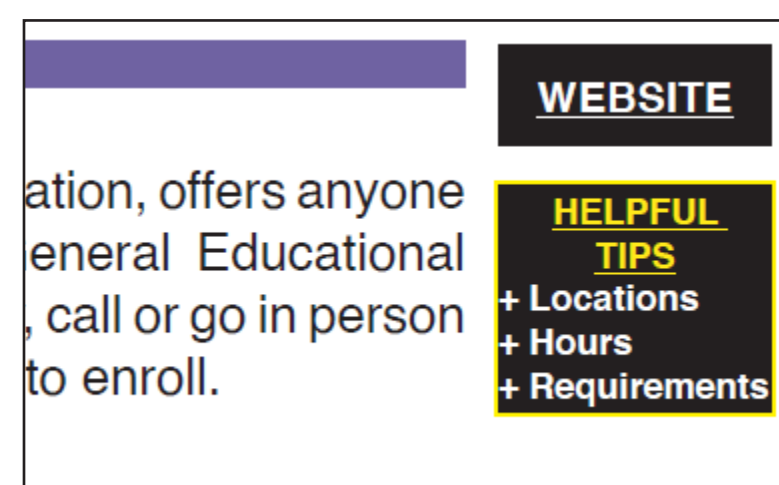 WEBSITE
ation, offers anyone
eneral Educational
, call or go in person
to enroll.
HELPFUL
TIPS
+ Locations
+ Hours
+ Requirements